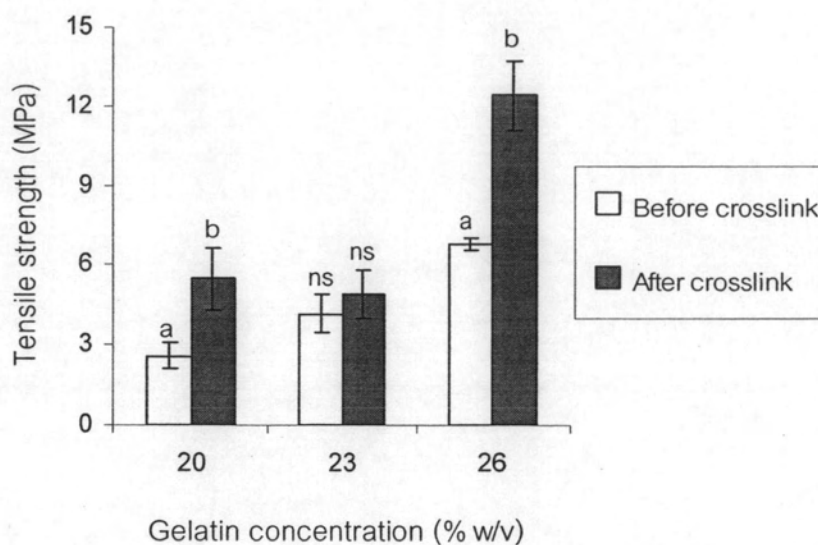 15
12
9
6
3
0
Tensile strength (MPa)
a
b
ns
ns
a
b
20
23
26
Gelatin concentration (% w/v)
Before crosslink
After crosslink